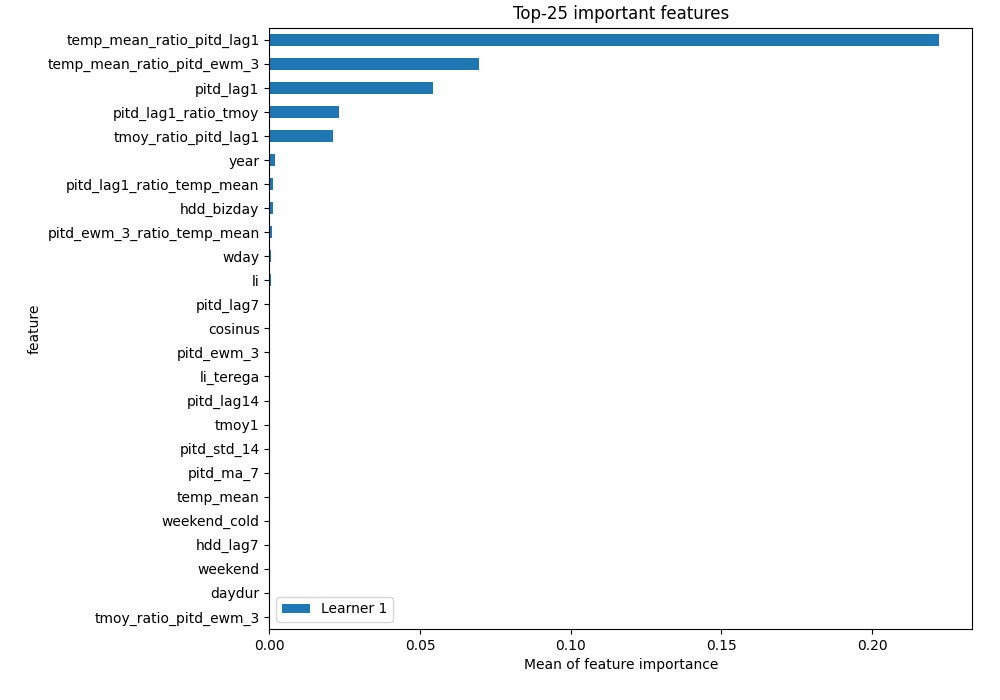 Top-25 important features
temp_mean_ratio_pitd_lag1
temp_mean_ratio_pitd_ewm_3
pitd_lag1
pitd_lag1_ratio_tmoy
tmoy_ratio_pitd_lag1
year
pitd_lag1_ratio_temp_mean
hdd_bizday
pitd_ewm_3_ratio_temp_mean
wday
li
pitd_lag7
cosinus
pitd_ewm_3
li_terega
pitd_lag14
tmoy1
pitd_std_14
pitd_ma_7
temp_mean
weekend_cold
hdd_lag7
weekend
daydur
tmoy_ratio_pitd_ewm_3
feature
Learner 1
0.00 0.05 0.10 0.15 0.20
Mean of feature importance